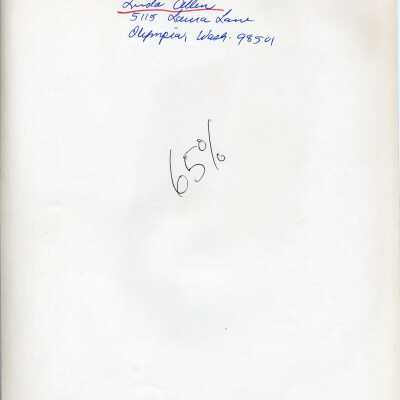 Linda Allen
5115 Laura Lane
Olympia, Wash. 98501
65%